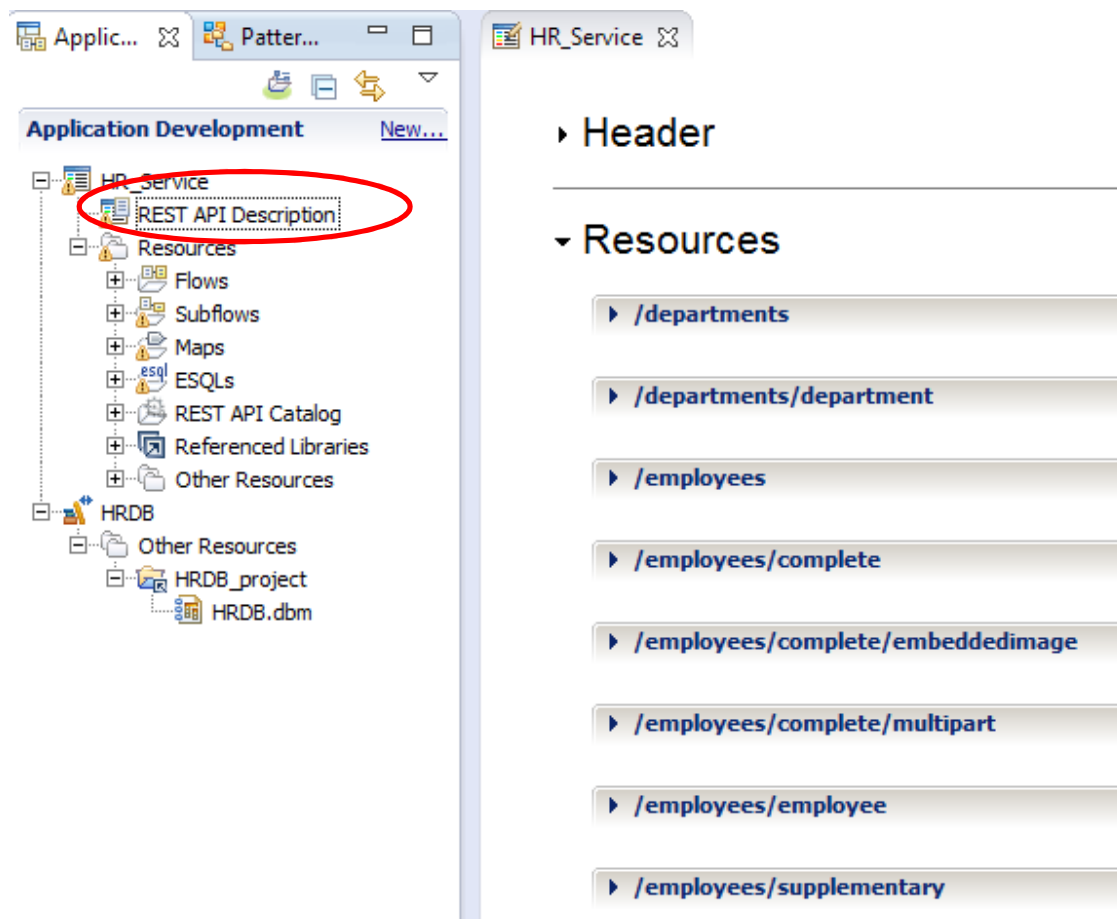 Applic...
Patter...
Application Development New...
HR_Service
REST API Description
Resources
Flows
Subflows
Maps
esql
ESQLs
REST API Catalog
Referenced Libraries
Other Resources
HRDB
Other Resources
HRDB_project
HRDB.dbm
HR_Service
Header
Resources
/departments
/departments/department
/employees
/employees/complete
/employees/complete/embeddedimage
/employees/complete/multipart
/employees/employee
/employees/supplementary